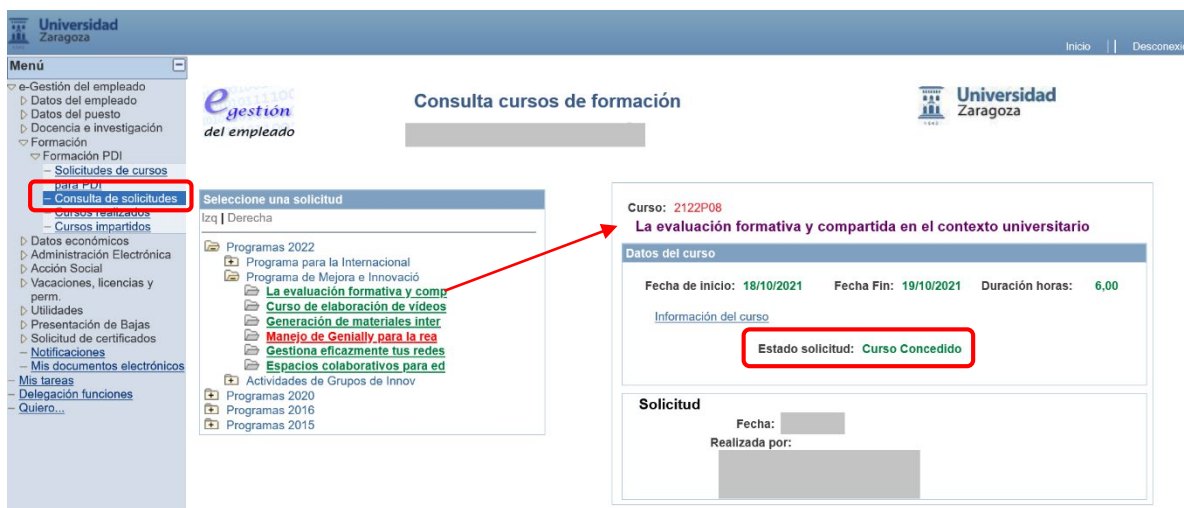 Universidad
Zaragoza
Inicio || Desconexi
Menú
e-Gestión del empleado
Datos del empleado
Datos del puesto
Docencia e investigación
Formación
Formación PDI
Solicitudes de cursos
para PDI
Consulta de solicitudes
Cursos realizados
Cursos impartidos
Datos económicos
Administración Electrónica
Acción Social
Vacaciones, licencias y
perm.
Utilidades
Presentación de Bajas
Solicitud de certificados
Notificaciones
Mis documentos electrónicos
Mis tareas
Delegación funciones
Quiero...
e gestión
del empleado
Consulta cursos de formación
Universidad
Zaragoza
1542
Seleccione una solicitud
Izq | Derecha
Programas 2022
Programa para la Internacional
Programa de Mejora e Innovació
La evaluación formativa y comp
Curso de elaboración de vídeos
Generación de materiales inter
Manejo de Genially para la rea
Gestiona eficazmente tus redes
Espacios colaborativos para ed
Actividades de Grupos de Innov
Programas 2020
Programas 2016
Programas 2015
Curso: 2122P08
La evaluación formativa y compartida en el contexto universitario
Datos del curso
Fecha de inicio: 18/10/2021 Fecha Fin: 19/10/2021 Duración horas: 6,00
Información del curso
Estado solicitud: Curso Concedido
Solicitud
Fecha:
Realizada por: